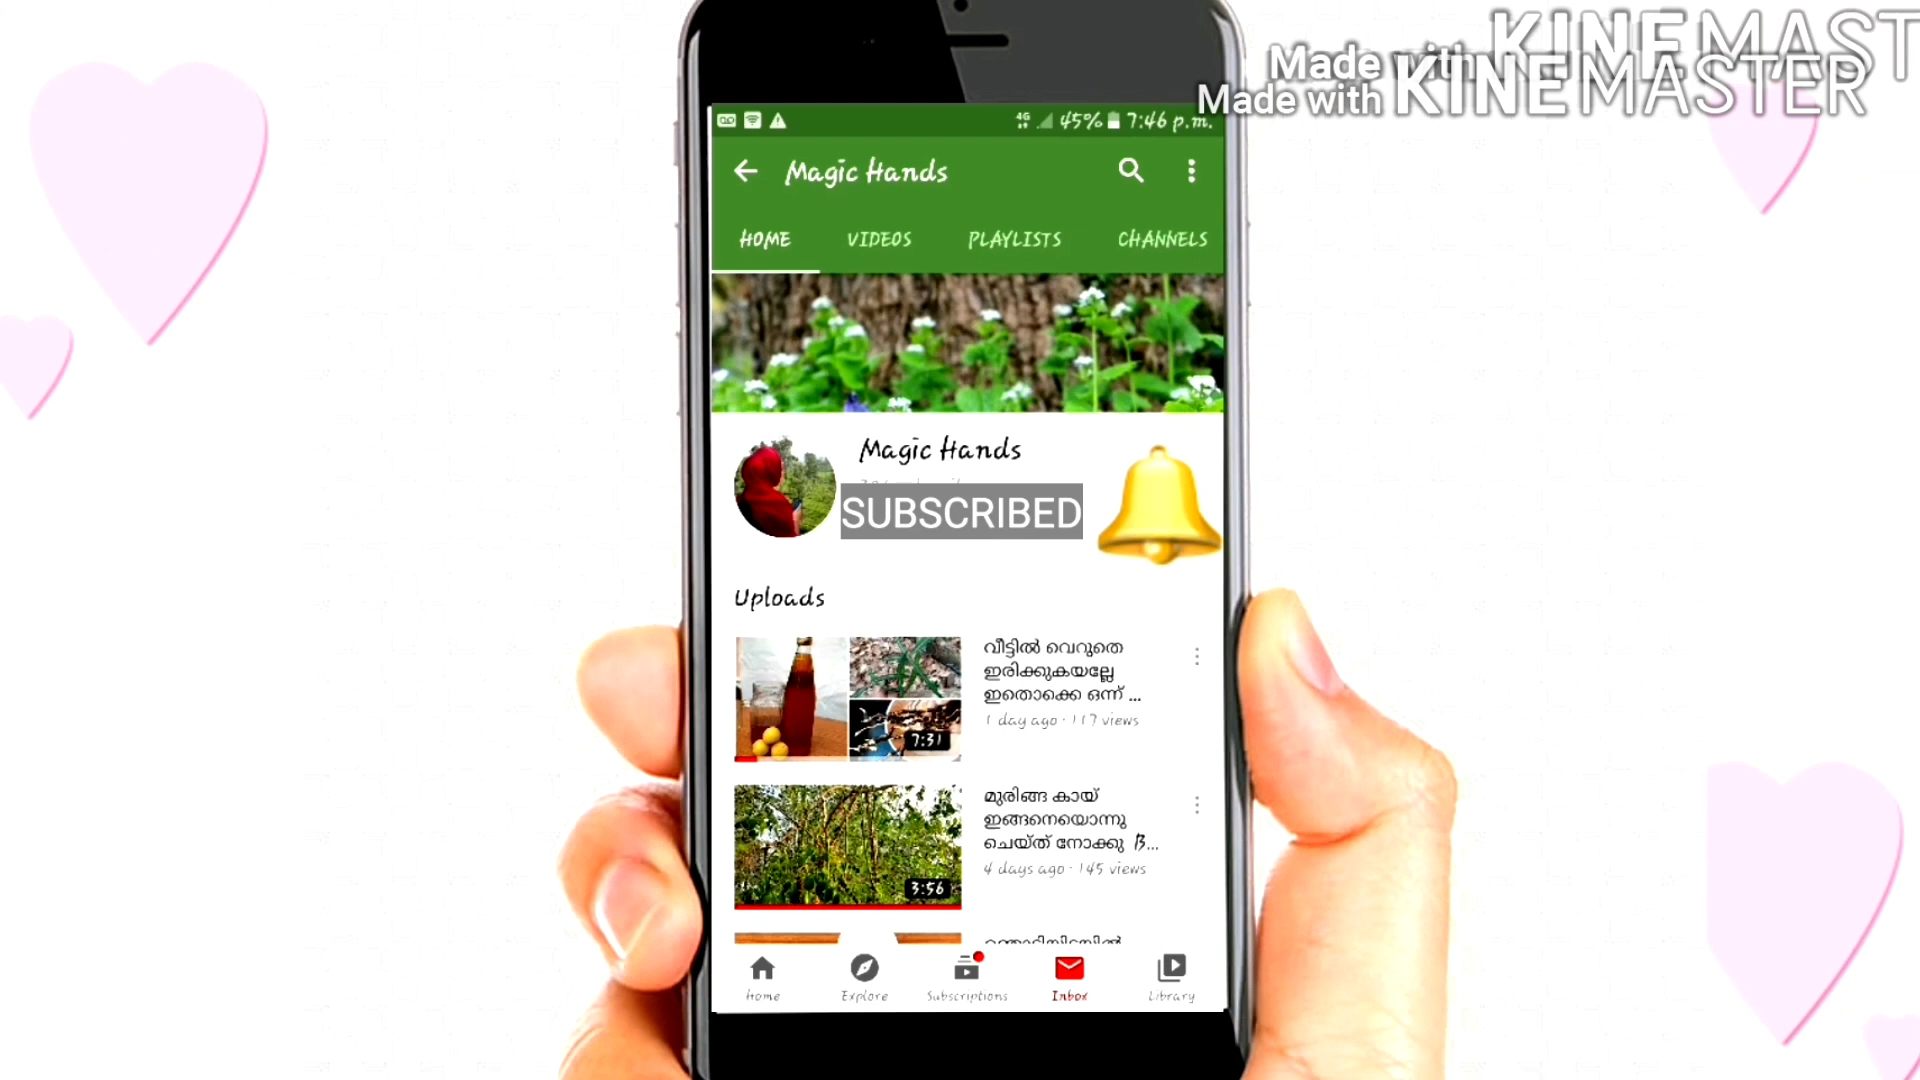 KINEMAST
Made with KINEMASTER
45% 7:46 p.m.
Magic Hands
HOME VIDEOS PLAYLISTS CHANNELS
Magic Hands
SUBSCRIBED
Uploads
വീട്ടിൽ വെറുതെ
ഇരിക്കുകയല്ലേ
ഇതൊക്കെ ഒന്ന് ...
1 day ago · 117 views
7:31
മുരിങ്ങ കായ്
ഇങ്ങനെയൊന്നു
ചെയ്ത് നോക്കു B...
4 days ago · 145 views
3:56
Home Explore Subscriptions Inbox Library